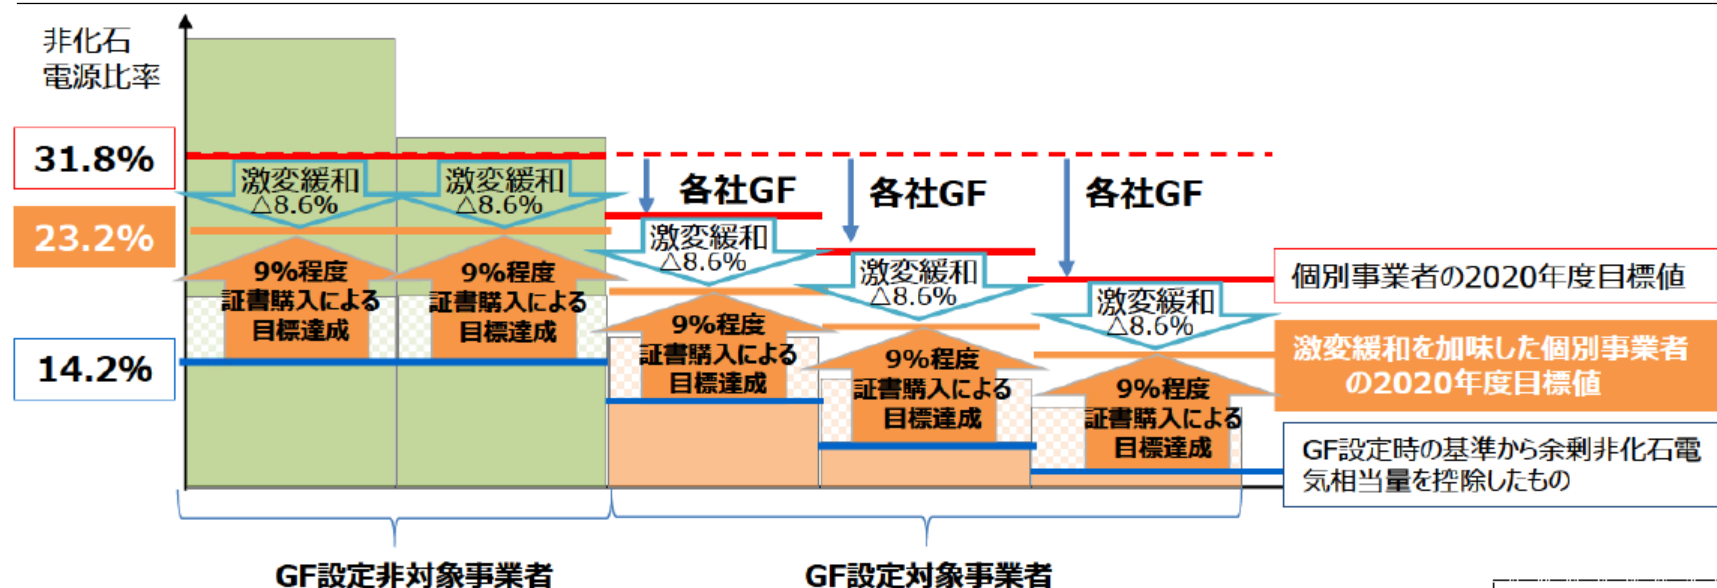 非化石
電源比率
31.8%
23.2%
14.2%
激変緩和
△8.6%
激変緩和
△8.6%
各社GF
各社GF
各社GF
激変緩和
△8.6%
激変緩和
△8.6%
激変緩和
△8.6%
9%程度
証書購入による
目標達成
9%程度
証書購入による
目標達成
9%程度
証書購入による
目標達成
9%程度
証書購入による
目標達成
9%程度
証書購入による
目標達成
個別事業者の2020年度目標値
激変緩和を加味した個別事業者
の2020年度目標値
GF設定時の基準から余剰非化石電
気相当量を控除したもの
GF設定非対象事業者
GF設定対象事業者